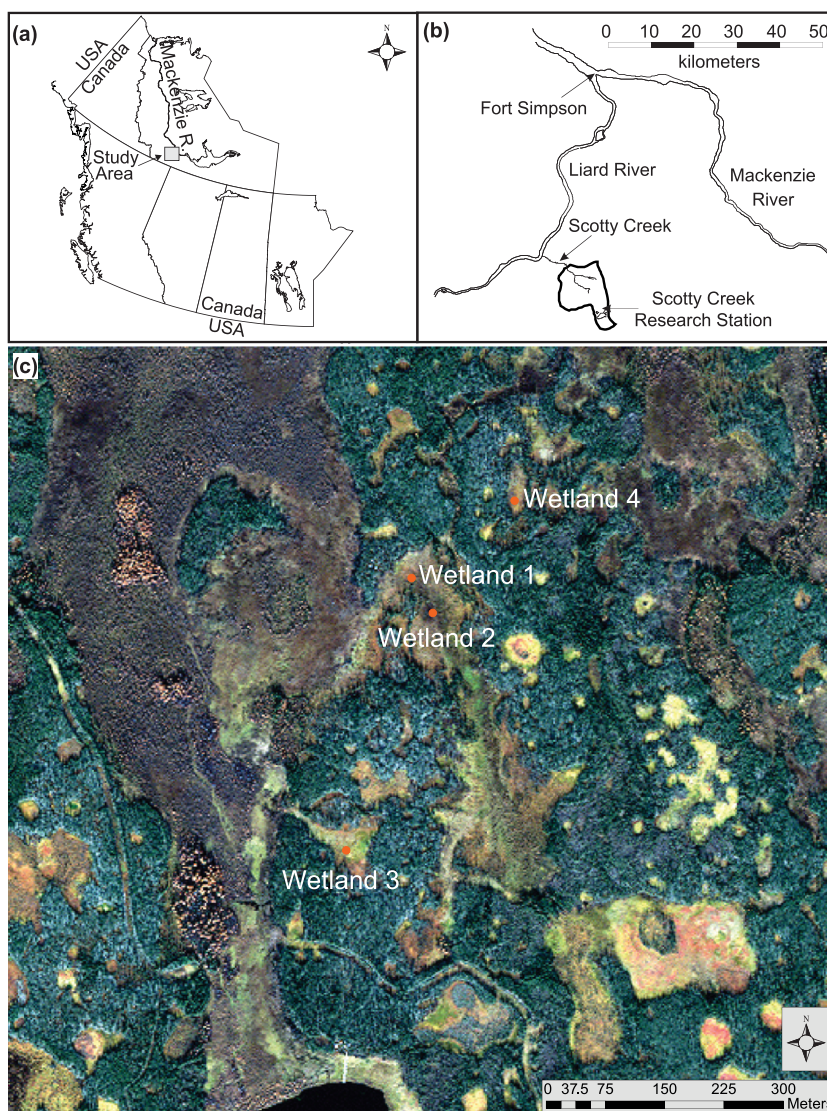 (a)
N
USA
Canada
Mackenzie R.
Study
Area
Canada
USA
(b)
0 10 20 30 40 50
kilometers
Fort Simpson
Liard River
Mackenzie
River
Scotty Creek
Scotty Creek
Research Station
(c)
Wetland 4
Wetland 1
Wetland 2
Wetland 3
N
0 37.5 75 150 225 300
Meters